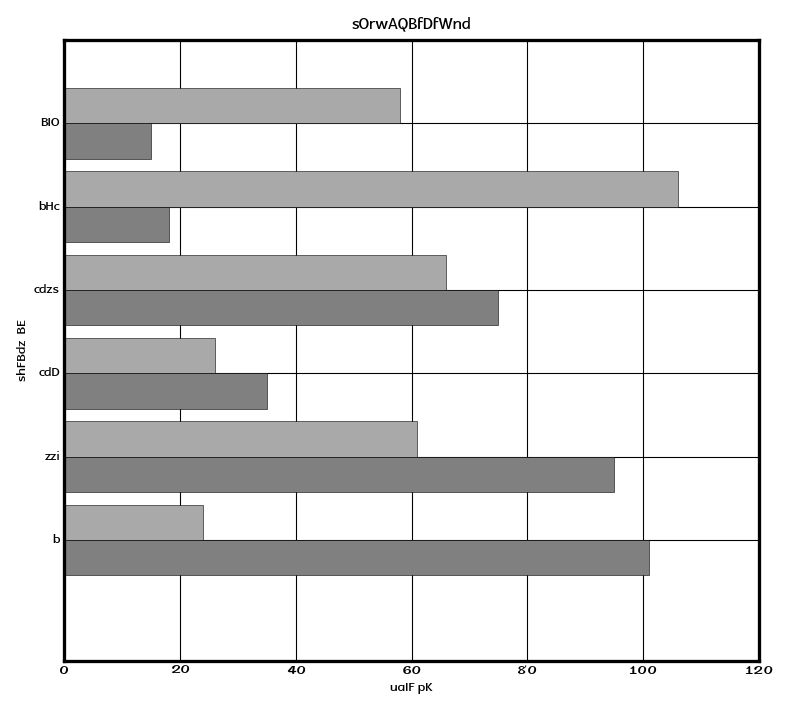 sOrwAQBfDfWnd
BIO
bHc
cdzs
cdD
zzi
b
shFBdz BE
0 20 40 60 80 100 120
ualF pK